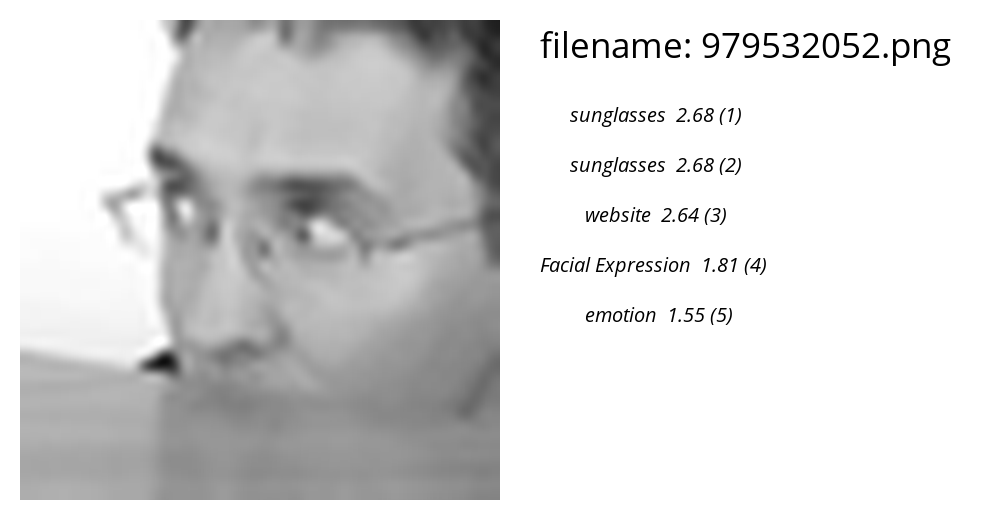 filename: 979532052.png
sunglasses 2.68 (1)
sunglasses 2.68 (2)
website 2.64 (3)
Facial Expression 1.81 (4)
emotion 1.55 (5)